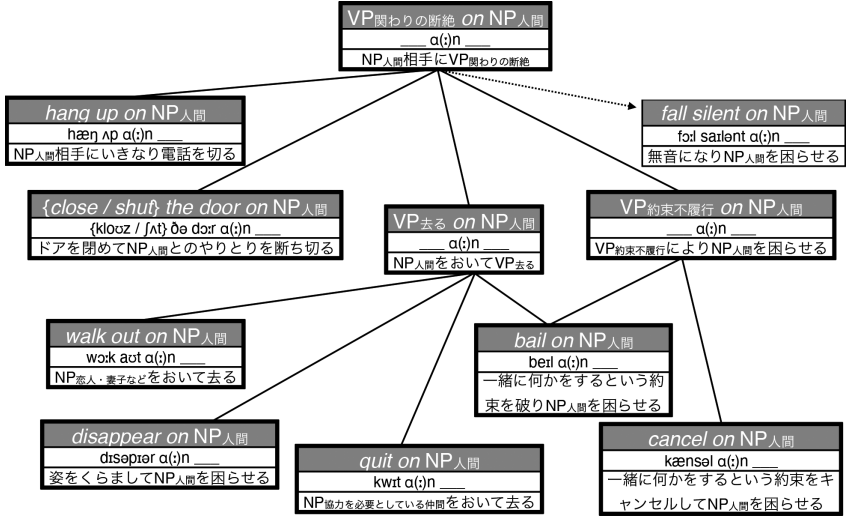 VP関わりの断絶 on NP人間
___ ɑ(ː)n ___
NP人間相手にVP関わりの断絶
hang up on NP人間
hæŋ ʌp ɑ(ː)n ___
NP人間相手にいきなり電話を切る
fall silent on NP人間
fɔːl saɪlənt ɑ(ː)n ___
無音になりNP人間を困らせる
{close / shut} the door on NP人間
{kloʊz / ʃʌt} ðə dɔːr ɑ(ː)n ___
ドアを閉めてNP人間とのやりとりを断ち切る
VP去る on NP人間
___ ɑ(ː)n ___
NP人間をおいてVP去る
VP約束不履行 on NP人間
___ ɑ(ː)n ___
VP約束不履行によりNP人間を困らせる
walk out on NP人間
wɔːk aʊt ɑ(ː)n ___
NP恋人・妻子などをおいて去る
bail on NP人間
beɪl ɑ(ː)n ___
一緒に何かをするという約
束を破りNP人間を困らせる
disappear on NP人間
dɪsəpɪər ɑ(ː)n ___
姿をくらましてNP人間を困らせる
quit on NP人間
kwɪt ɑ(ː)n ___
NP協力を必要としている仲間をおいて去る
cancel on NP人間
kænsəl ɑ(ː)n ___
一緒に何かをするという約束をキ
ャンセルしてNP人間を困らせる